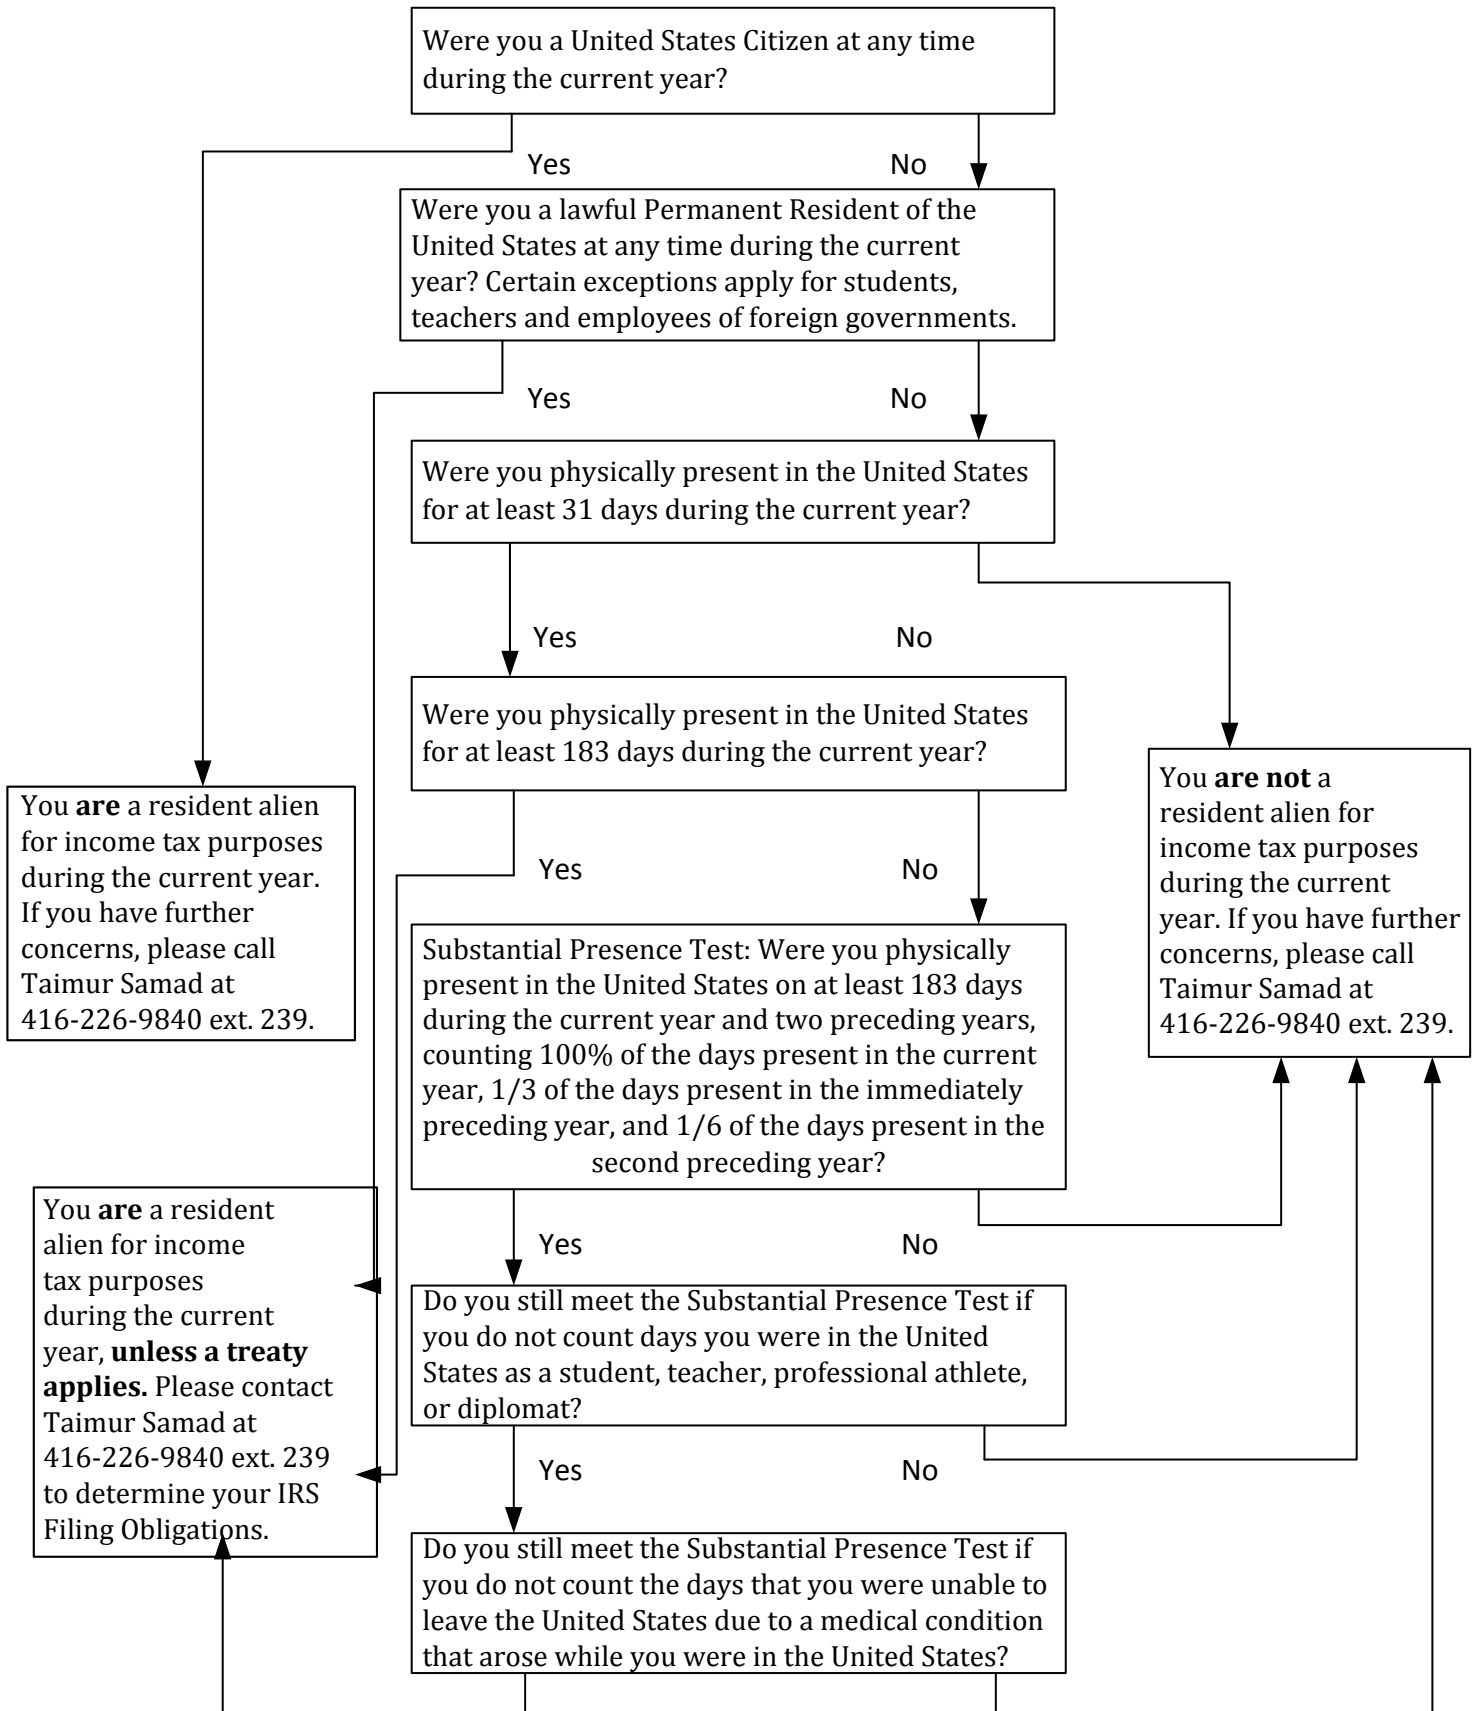 Were you a United States Citizen at any time
during the current year?
Yes
No
Were you a lawful Permanent Resident of the
United States at any time during the current
year? Certain exceptions apply for students,
teachers and employees of foreign governments.
Yes
No
Were you physically present in the United States
for at least 31 days during the current year?
Yes
No
Were you physically present in the United States
for at least 183 days during the current year?
You are not a
resident alien for
income tax purposes
during the current
year. If you have further
concerns, please call
Taimur Samad at
416-226-9840 ext. 239.
You are a resident alien
for income tax purposes
during the current year.
If you have further
concerns, please call
Taimur Samad at
416-226-9840 ext. 239.
Yes
No
Substantial Presence Test: Were you physically
present in the United States on at least 183 days
during the current year and two preceding years,
counting 100% of the days present in the current
year, 1/3 of the days present in the immediately
preceding year, and 1/6 of the days present in the
second preceding year?
You are a resident
alien for income
tax purposes
during the current
year, unless a treaty
applies. Please contact
Taimur Samad at
416-226-9840 ext. 239
to determine your IRS
Filing Obligations.
Yes
No
Do you still meet the Substantial Presence Test if
you do not count days you were in the United
States as a student, teacher, professional athlete,
or diplomat?
Yes
No
Do you still meet the Substantial Presence Test if
you do not count the days that you were unable to
leave the United States due to a medical condition
that arose while you were in the United States?